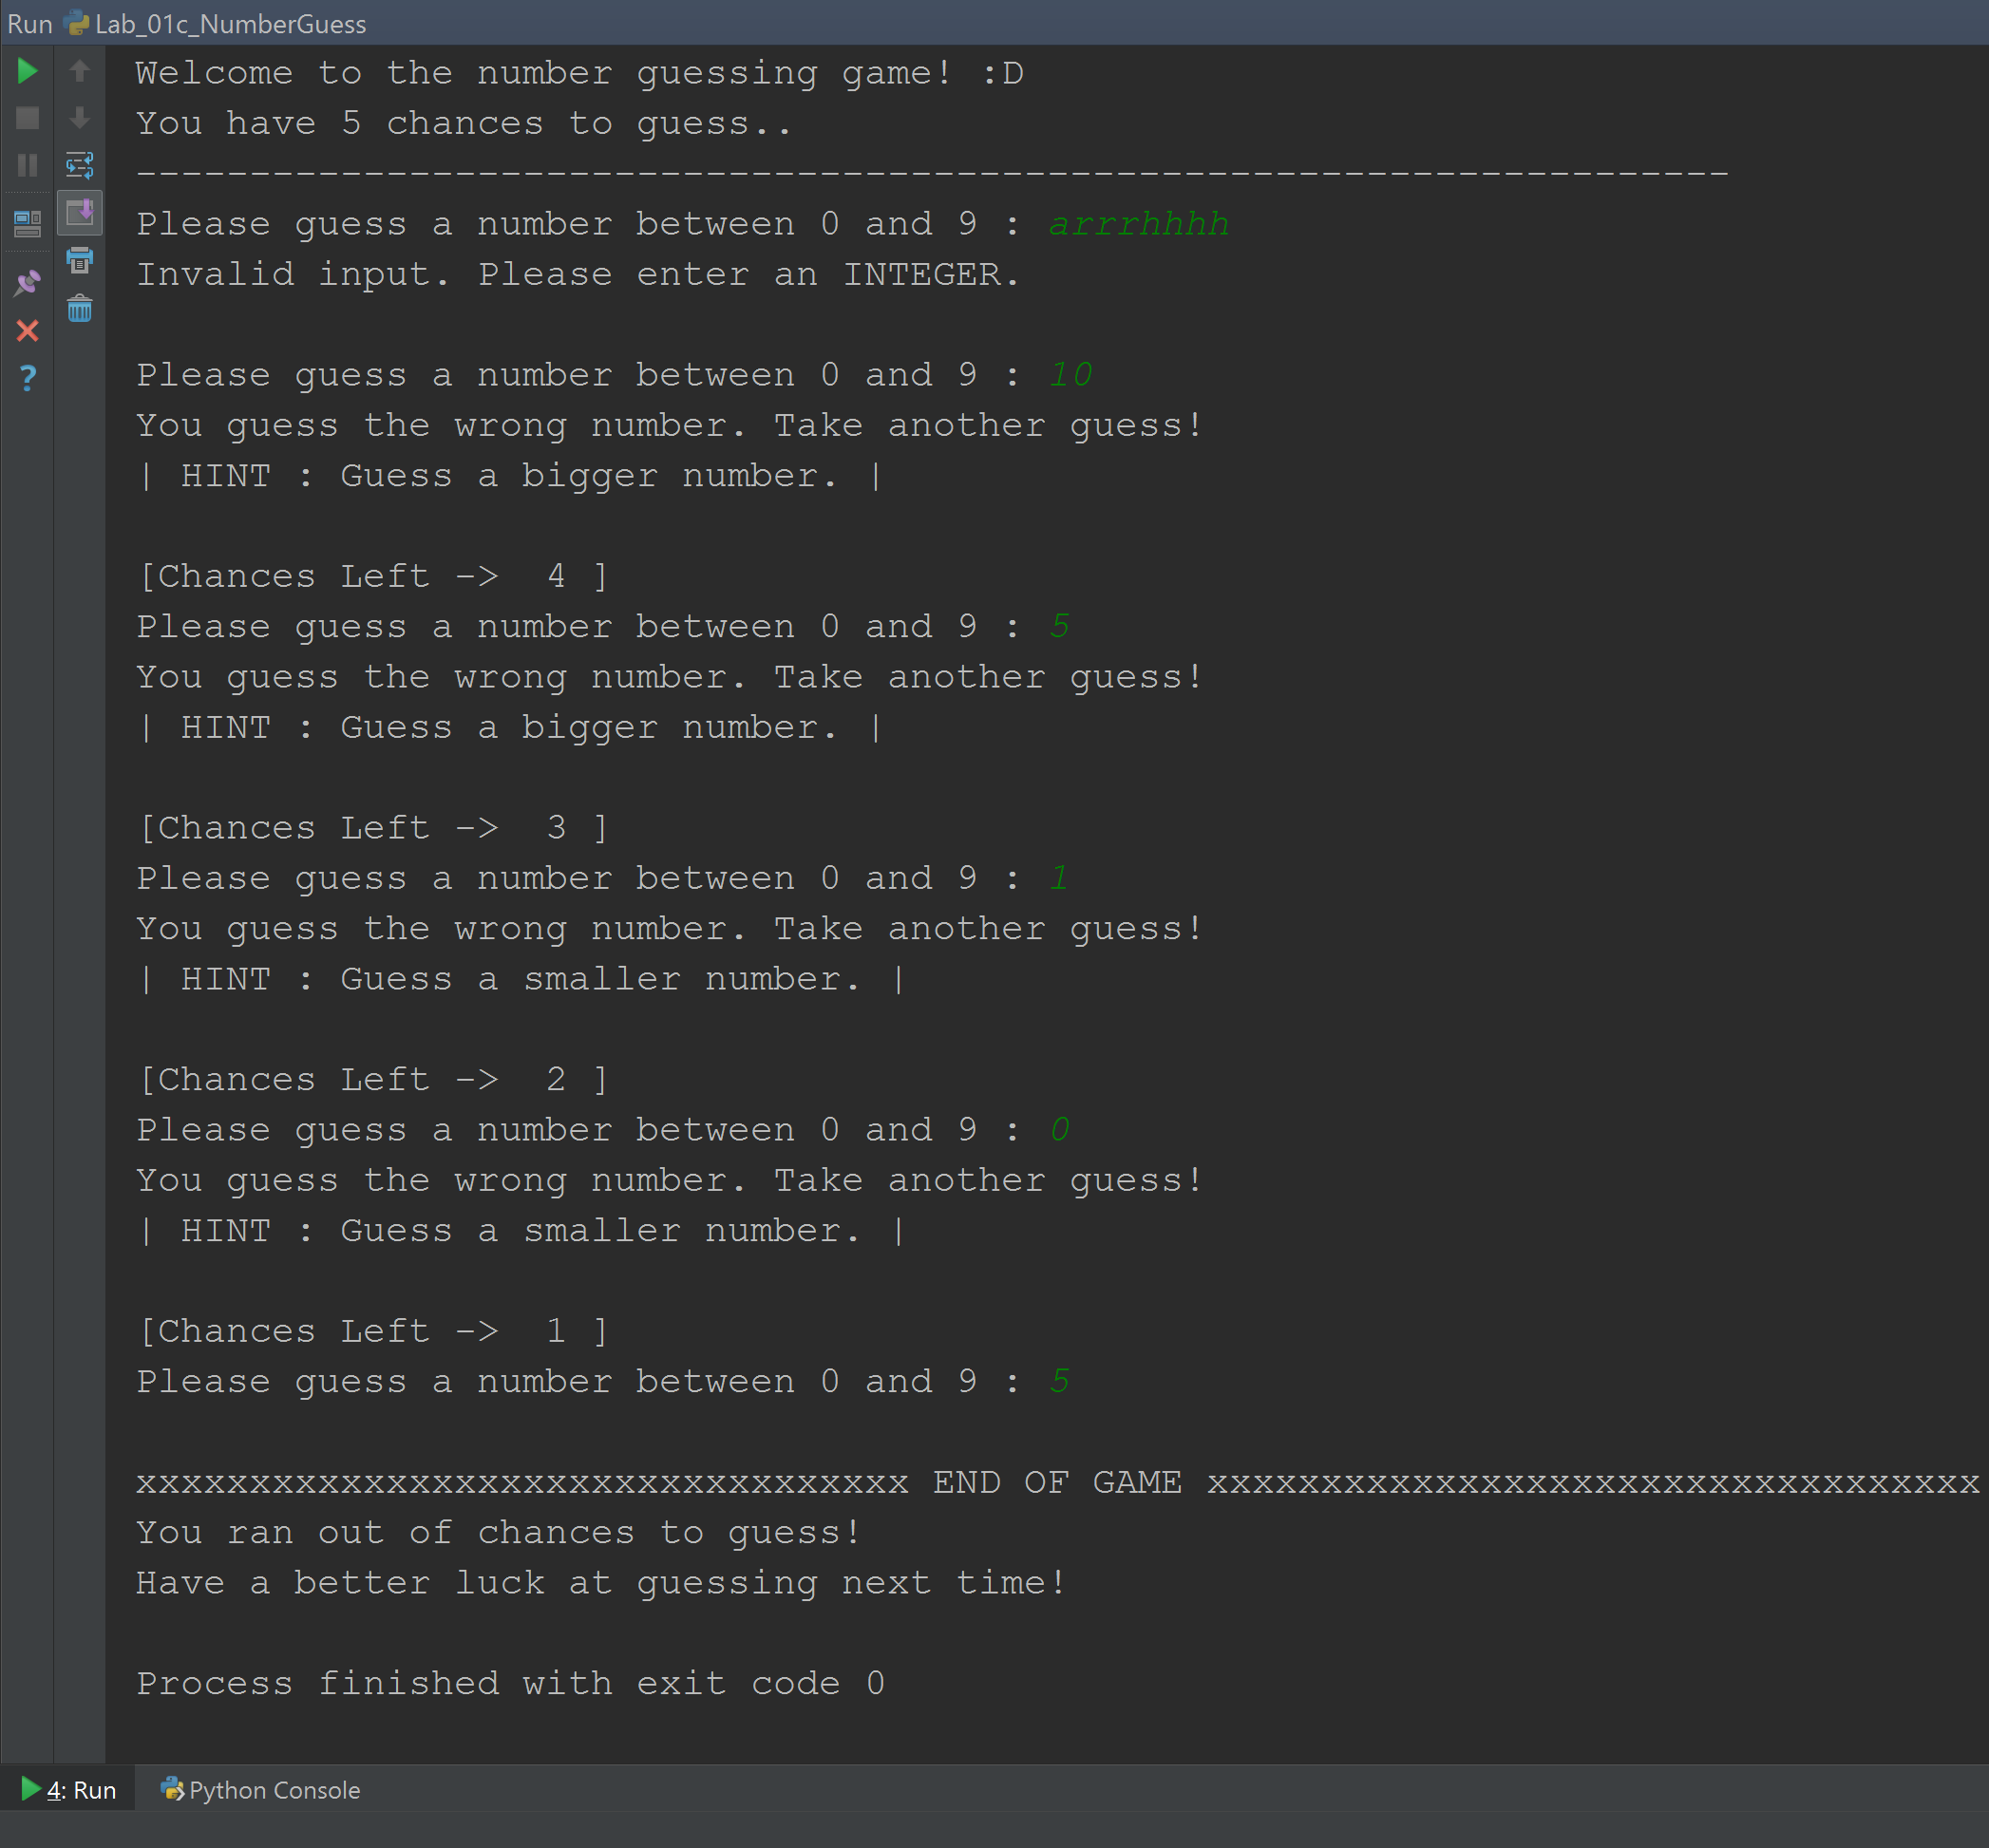 Run Lab_01c_NumberGuess
Welcome to the number guessing game! :D
You have 5 chances to guess..
----------------------------------------------------------------------
Please guess a number between 0 and 9 : arrrhhhh
Invalid input. Please enter an INTEGER.
Please guess a number between 0 and 9 : 10
You guess the wrong number. Take another guess!
| HINT : Guess a bigger number. |
[Chances Left ->  4 ]
Please guess a number between 0 and 9 : 5
You guess the wrong number. Take another guess!
| HINT : Guess a bigger number. |
[Chances Left ->  3 ]
Please guess a number between 0 and 9 : 1
You guess the wrong number. Take another guess!
| HINT : Guess a smaller number. |
[Chances Left ->  2 ]
Please guess a number between 0 and 9 : 0
You guess the wrong number. Take another guess!
| HINT : Guess a smaller number. |
[Chances Left ->  1 ]
Please guess a number between 0 and 9 : 5
xxxxxxxxxxxxxxxxxxxxxxxxxxxxxxxxxx END OF GAME xxxxxxxxxxxxxxxxxxxxxxxxxxxxxxxxxx
You ran out of chances to guess!
Have a better luck at guessing next time!
Process finished with exit code 0
4: Run Python Console